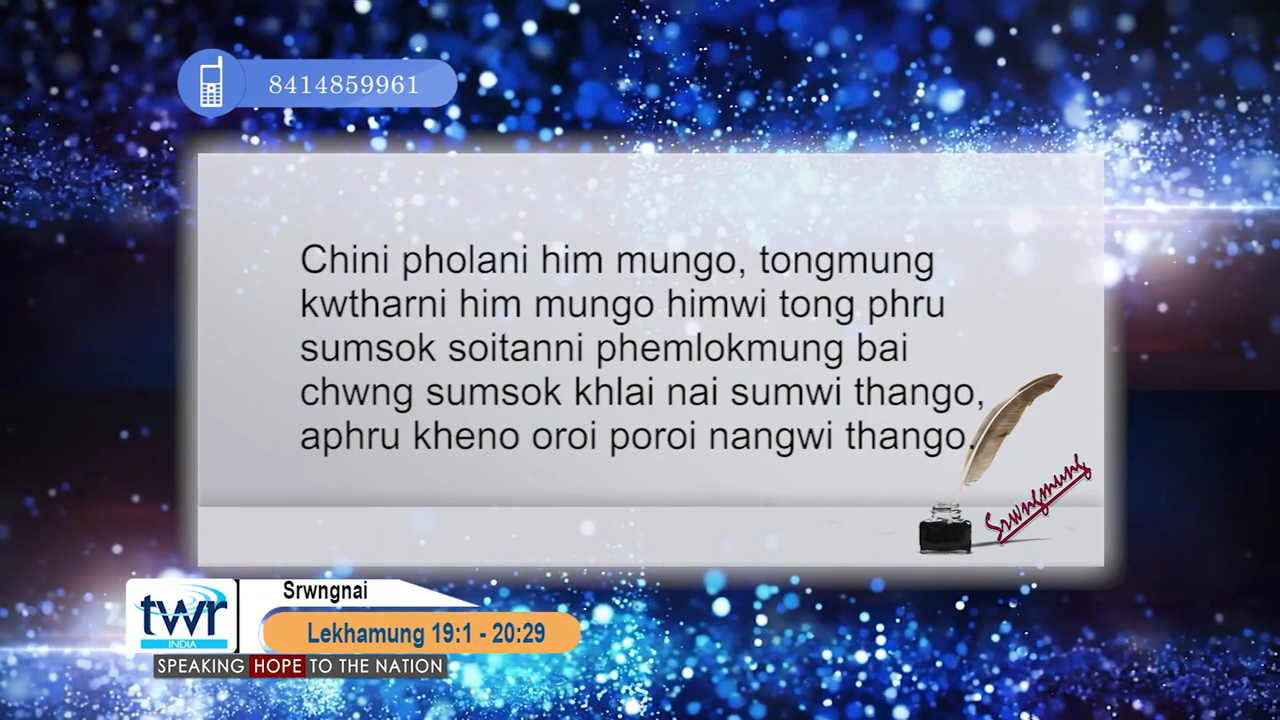 8414859961
Chini pholani him mungo, tongmung
kwtharni him mungo himwi tong phru
sumsok soitanni phemlokmung bai
chwng sumsok khlai nai sumwi thango,
aphru kheno oroi poroi nangwi thango.
Srwngmung
twr
INDIA
Srwngnai
Lekhamung 19:1 - 20:29
SPEAKING HOPE TO THE NATION